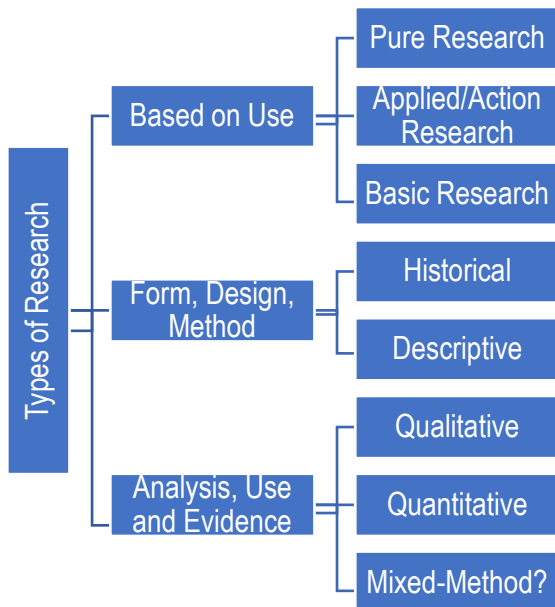 Types of Research
Based on Use
Pure Research
Applied/Action
Research
Basic Research
Form, Design,
Method
Historical
Descriptive
Analysis, Use
and Evidence
Qualitative
Quantitative
Mixed-Method?